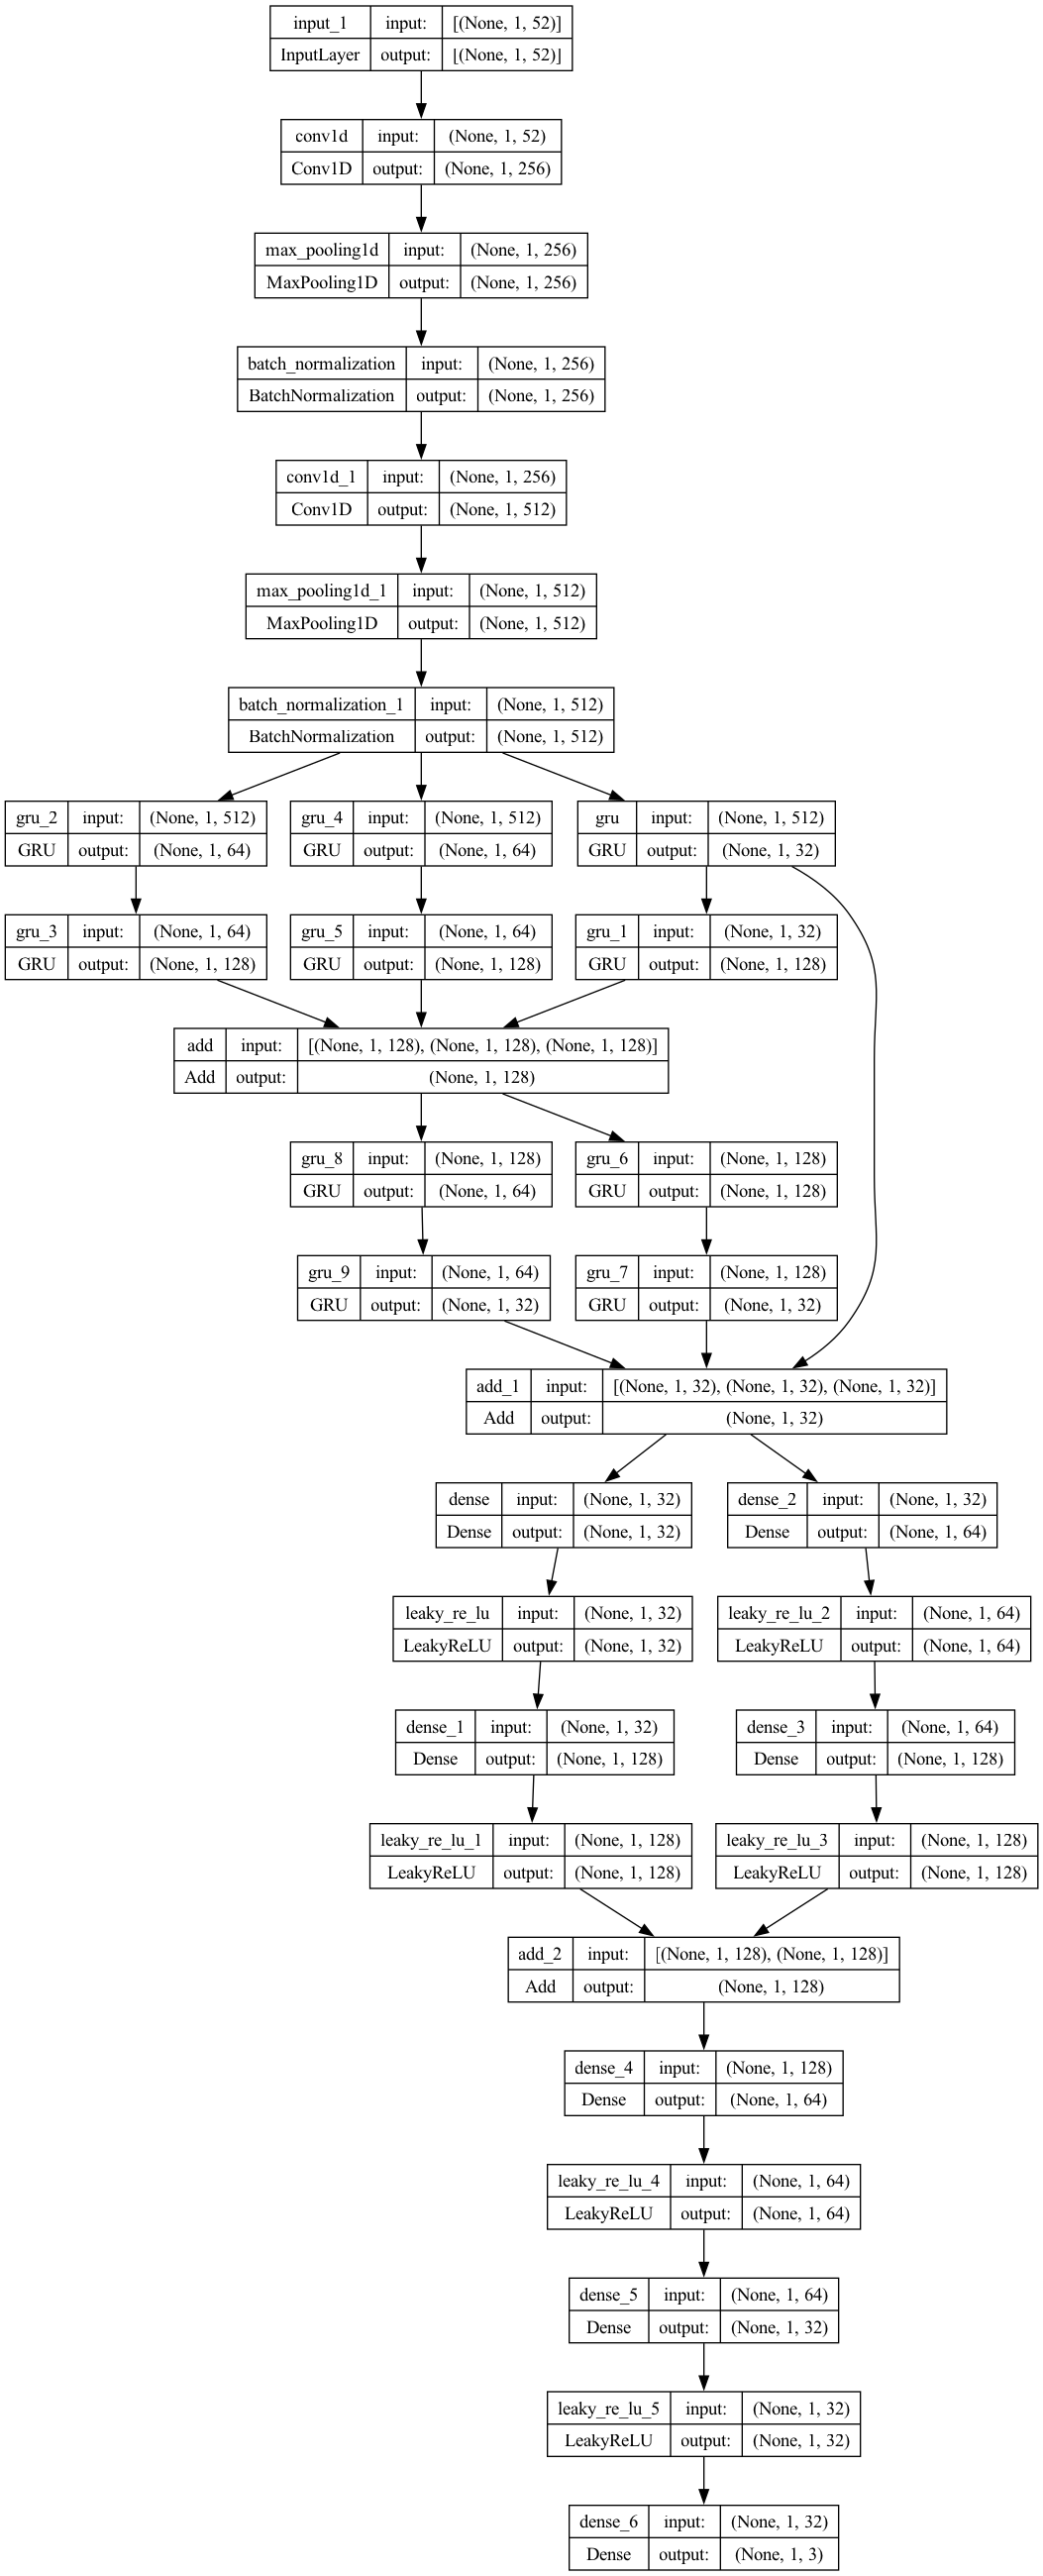 input_1 input: [(None, 1, 52)]
InputLayer output: [(None, 1, 52)]
conv1d input: (None, 1, 52)
Conv1D output: (None, 1, 256)
max_pooling1d input: (None, 1, 256)
MaxPooling1D output: (None, 1, 256)
batch_normalization input: (None, 1, 256)
BatchNormalization output: (None, 1, 256)
conv1d_1 input: (None, 1, 256)
Conv1D output: (None, 1, 512)
max_pooling1d_1 input: (None, 1, 512)
MaxPooling1D output: (None, 1, 512)
batch_normalization_1 input: (None, 1, 512)
BatchNormalization output: (None, 1, 512)
gru_2 input: (None, 1, 512)
GRU output: (None, 1, 64)
gru_4 input: (None, 1, 512)
GRU output: (None, 1, 64)
gru input: (None, 1, 512)
GRU output: (None, 1, 32)
gru_3 input: (None, 1, 64)
GRU output: (None, 1, 128)
gru_5 input: (None, 1, 64)
GRU output: (None, 1, 128)
gru_1 input: (None, 1, 32)
GRU output: (None, 1, 128)
add input: [(None, 1, 128), (None, 1, 128), (None, 1, 128)]
Add output: (None, 1, 128)
gru_8 input: (None, 1, 128)
GRU output: (None, 1, 64)
gru_6 input: (None, 1, 128)
GRU output: (None, 1, 128)
gru_9 input: (None, 1, 64)
GRU output: (None, 1, 32)
gru_7 input: (None, 1, 128)
GRU output: (None, 1, 32)
add_1 input: [(None, 1, 32), (None, 1, 32), (None, 1, 32)]
Add output: (None, 1, 32)
dense input: (None, 1, 32)
Dense output: (None, 1, 32)
dense_2 input: (None, 1, 32)
Dense output: (None, 1, 64)
leaky_re_lu input: (None, 1, 32)
LeakyReLU output: (None, 1, 32)
leaky_re_lu_2 input: (None, 1, 64)
LeakyReLU output: (None, 1, 64)
dense_1 input: (None, 1, 32)
Dense output: (None, 1, 128)
dense_3 input: (None, 1, 64)
Dense output: (None, 1, 128)
leaky_re_lu_1 input: (None, 1, 128)
LeakyReLU output: (None, 1, 128)
leaky_re_lu_3 input: (None, 1, 128)
LeakyReLU output: (None, 1, 128)
add_2 input: [(None, 1, 128), (None, 1, 128)]
Add output: (None, 1, 128)
dense_4 input: (None, 1, 128)
Dense output: (None, 1, 64)
leaky_re_lu_4 input: (None, 1, 64)
LeakyReLU output: (None, 1, 64)
dense_5 input: (None, 1, 64)
Dense output: (None, 1, 32)
leaky_re_lu_5 input: (None, 1, 32)
LeakyReLU output: (None, 1, 32)
dense_6 input: (None, 1, 32)
Dense output: (None, 1, 3)